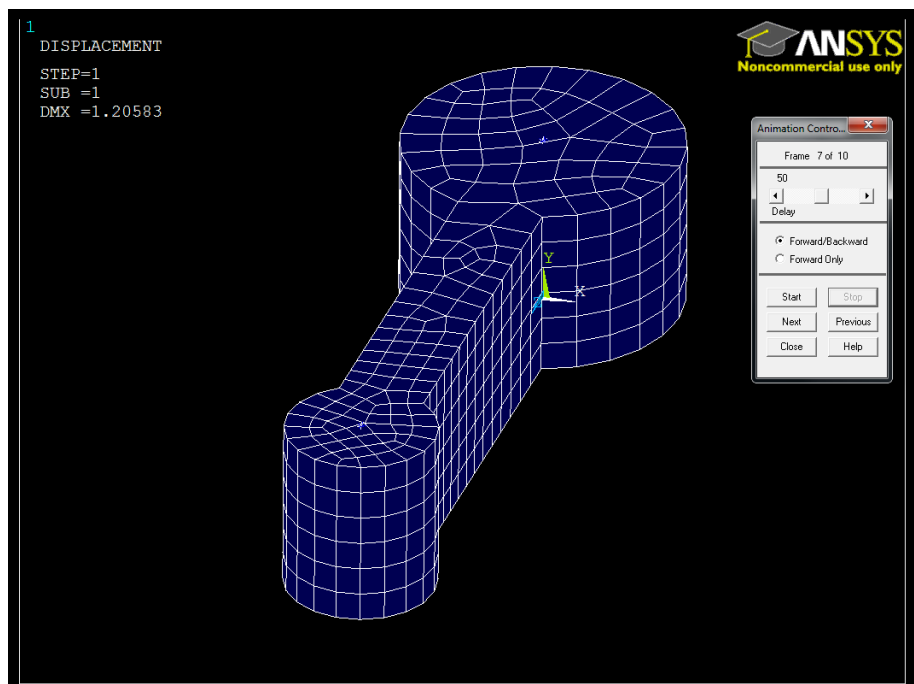 1
DISPLACEMENT
STEP=1
SUB =1
DMX =1.20583
ANSYS
Noncommercial use only
Animation Contro...
Frame 7 of 10
50
Delay
Forward/Backward
Forward Only
Start Stop
Next Previous
Close Help
Y
X
Z